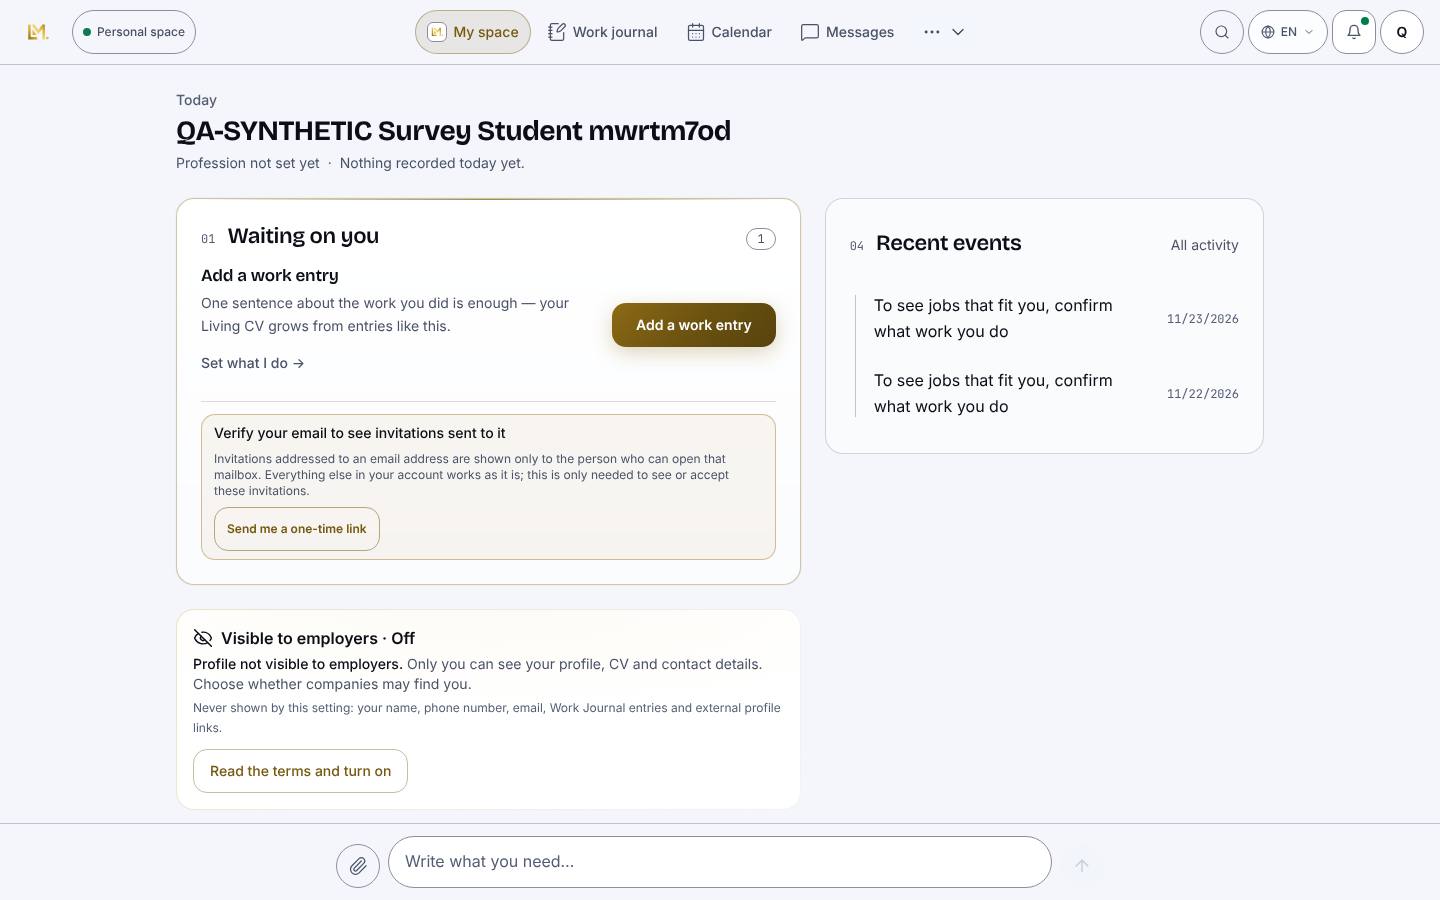 LM.
Personal space
My space
Work journal
Calendar
Messages
EN
Q
Today
QA-SYNTHETIC Survey Student mwrtm7od
Profession not set yet · Nothing recorded today yet.
01 Waiting on you 1
Add a work entry
One sentence about the work you did is enough — your
Living CV grows from entries like this.
Add a work entry
Set what I do →
Verify your email to see invitations sent to it
Invitations addressed to an email address are shown only to the person who can open that
mailbox. Everything else in your account works as it is; this is only needed to see or accept
these invitations.
Send me a one-time link
Visible to employers · Off
Profile not visible to employers. Only you can see your profile, CV and contact details.
Choose whether companies may find you.
Never shown by this setting: your name, phone number, email, Work Journal entries and external profile
links.
Read the terms and turn on
04 Recent events All activity
To see jobs that fit you, confirm
what work you do
11/23/2026
To see jobs that fit you, confirm
what work you do
11/22/2026
Write what you need...